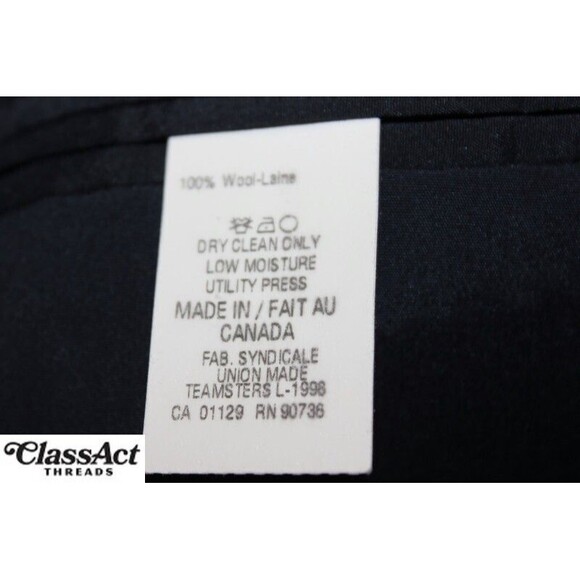 100% Wool-Laine
DRY CLEAN ONLY
LOW MOISTURE
UTILITY PRESS
MADE IN / FAIT AU
CANADA
FAB. SYNDICALE
UNION MADE
TEAMSTERS L-1998
CA 01129 RN 90736
ClassAct
THREADS